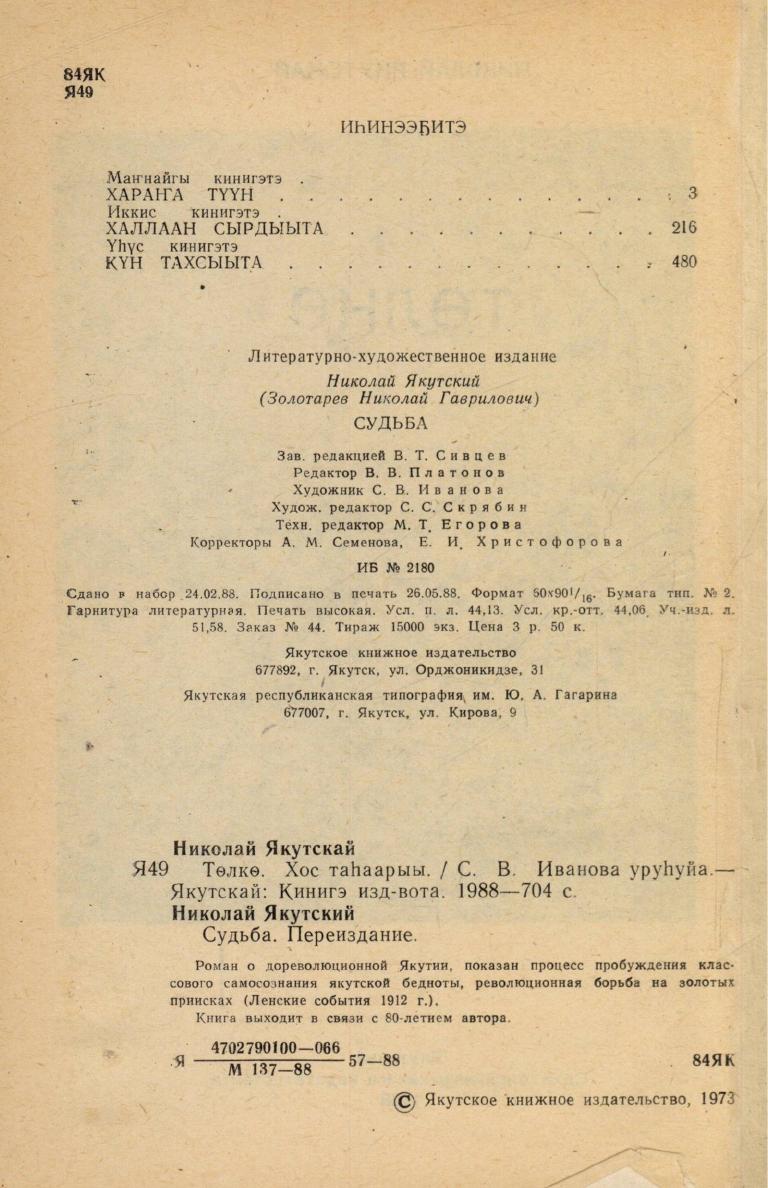 84ЯК
Я49
ИҺИНЭЭҔИТЭ
Маҥнайгы кинигэтэ .
ХАРАҤА ТҮҮН . . . . . . . . . . . . . 3
Иккис кинигэтэ .
ХАЛЛААН СЫРДЫЫТА . . . . . . . . . . . 216
Үһүс кинигэтэ
КҮН ТАХСЫЫТА . . . . . . . . . . . . . 480
Литературно-художественное издание
Николай Якутский
(Золотарев Николай Гаврилович)
СУДЬБА
Зав. редакцией В. Т. Сивцев
Редактор В. В. Платонов
Художник С. В. Иванова
Худож. редактор С. С. Скрябин
Техн. редактор М. Т. Егорова
Корректоры А. М. Семенова, Е. И. Христофорова
ИБ № 2180
Сдано в набор 24.02.88. Подписано в печать 26.05.88. Формат 60×90¹/₁₆. Бумага тип. № 2.
Гарнитура литературная. Печать высокая. Усл. п. л. 44,13. Усл. кр.-отт. 44,06. Уч.-изд. л.
51,58. Заказ № 44. Тираж 15000 экз. Цена 3 р. 50 к.
Якутское книжное издательство
677892, г. Якутск, ул. Орджоникидзе, 31
Якутская республиканская типография им. Ю. А. Гагарина
677007, г. Якутск, ул. Кирова, 9
Николай Якутскай
Я49 Төлкө. Хос таһаарыы. / С. В. Иванова уруһуйа.—
Якутскай: Кинигэ изд-вота. 1988—704 с.
Николай Якутский
Судьба. Переиздание.
Роман о дореволюционной Якутии, показан процесс пробуждения клас-
сового самосознания якутской бедноты, революционная борьба на золотых
приисках (Ленские события 1912 г.).
Книга выходит в связи с 80-летием автора.
4702790100—066
Я ———————— 57—88 84ЯК
М 137—88
© Якутское книжное издательство, 1973